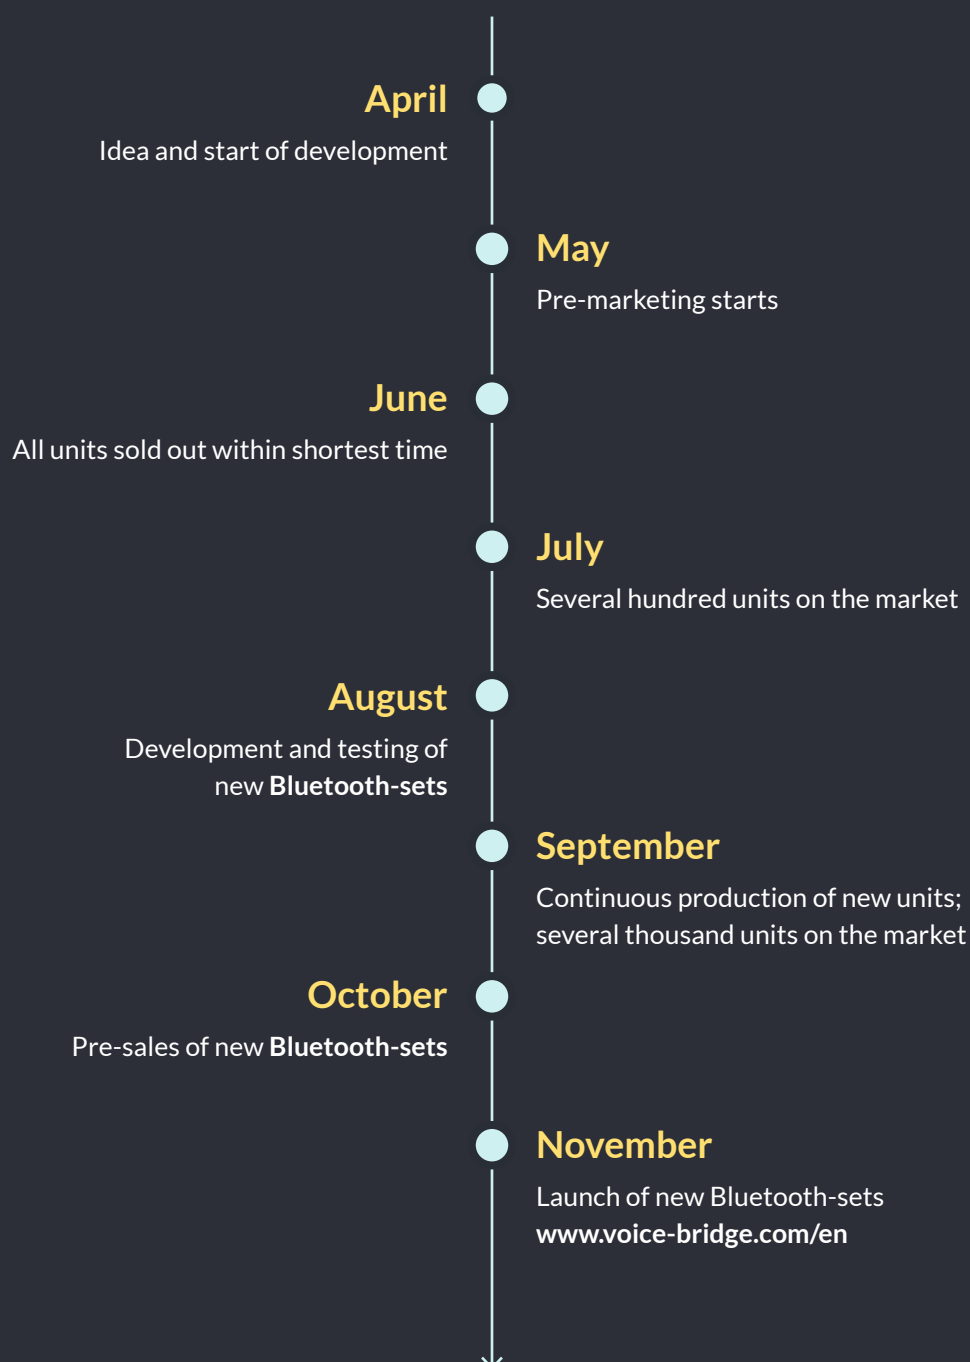 April
Idea and start of development
May
Pre-marketing starts
June
All units sold out within shortest time
July
Several hundred units on the market
August
Development and testing of
new Bluetooth-sets
September
Continuous production of new units;
several thousand units on the market
October
Pre-sales of new Bluetooth-sets
November
Launch of new Bluetooth-sets
www.voice-bridge.com/en